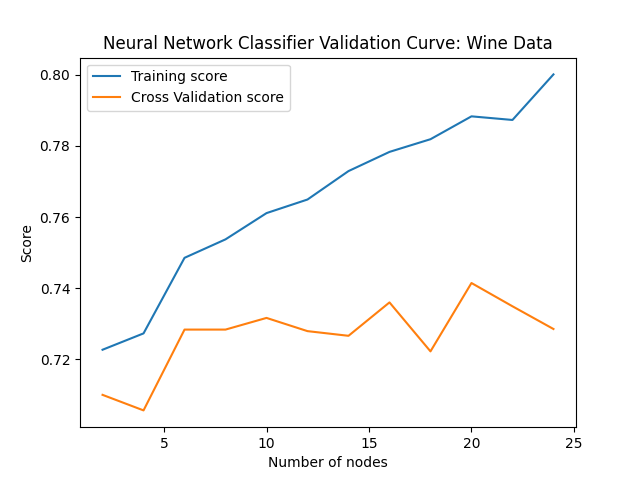 Neural Network Classifier Validation Curve: Wine Data
Training score
Cross Validation score
0.80
0.78
0.76
0.74
0.72
Score
5
10
15
20
25
Number of nodes